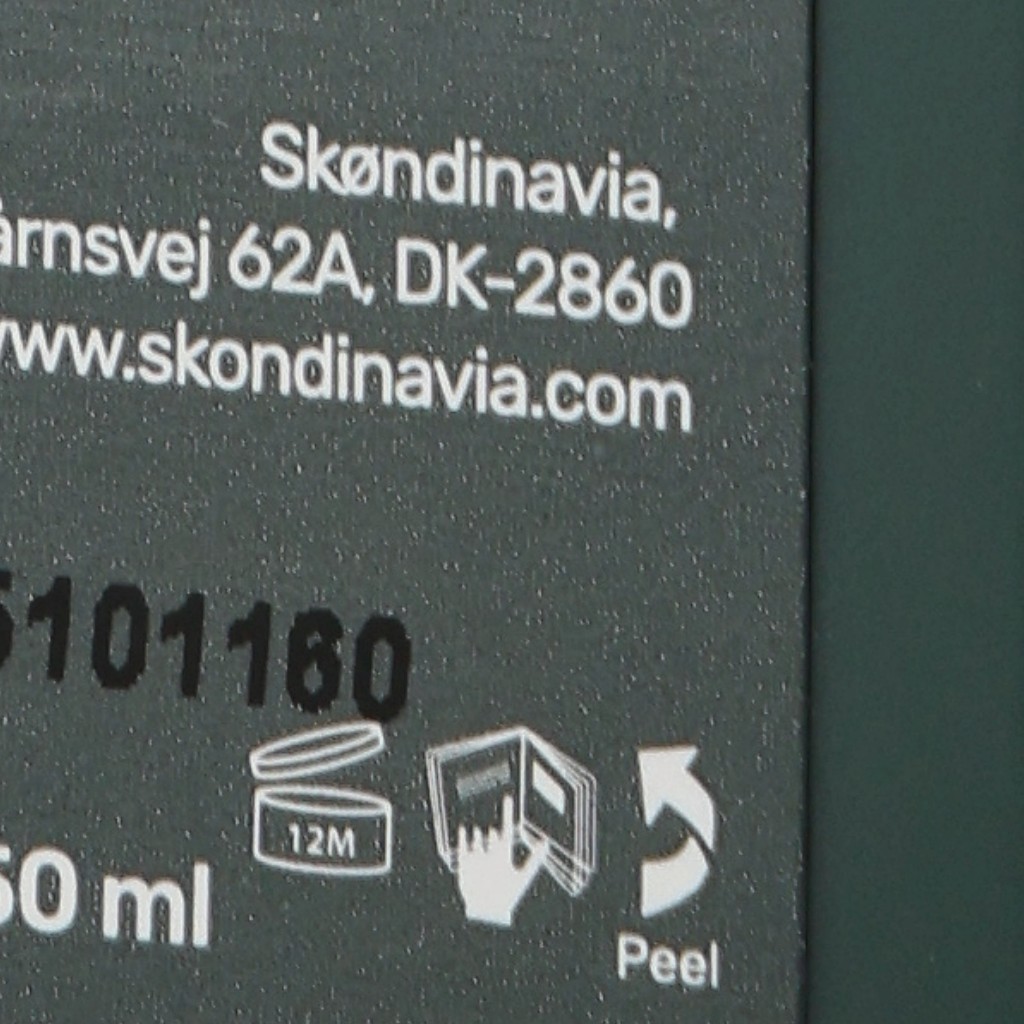 Skøndinavia,
årnsvej 62A, DK-2860
www.skondinavia.com
5101160
12M
50 ml
Peel